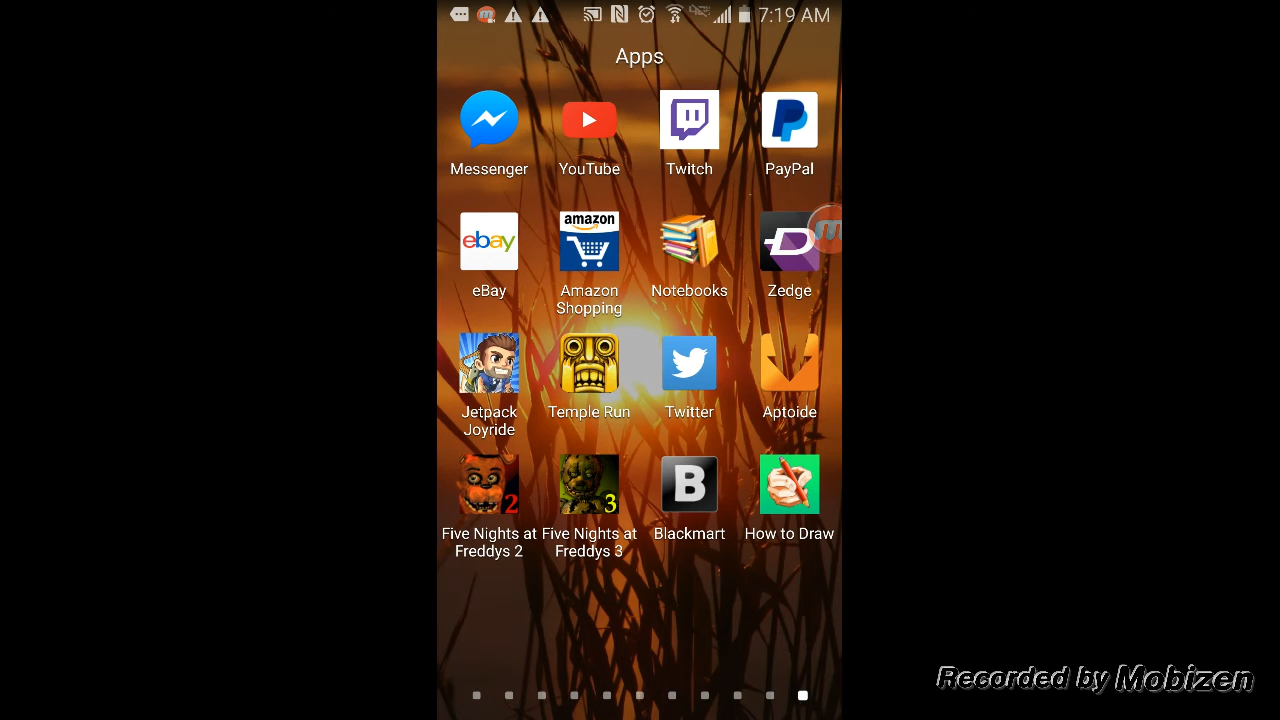 7:19 AM
Apps
Messenger
YouTube
Twitch
PayPal
ebay
amazon
eBay
Amazon
Shopping
Notebooks
Zedge
Jetpack
Joyride
Temple Run
Twitter
Aptoide
2
3
B
Five Nights at
Freddys 2
Five Nights at
Freddys 3
Blackmart
How to Draw
Recorded by Mobizen